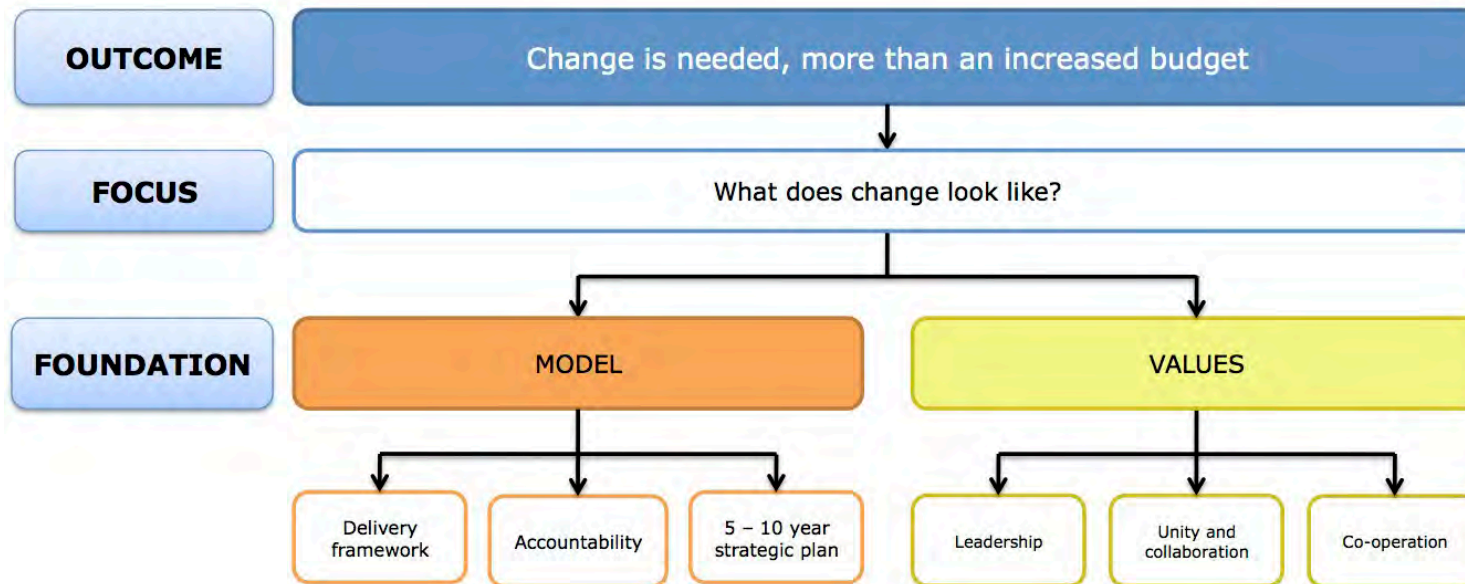 OUTCOME
Change is needed, more than an increased budget
FOCUS
What does change look like?
FOUNDATION
MODEL
VALUES
Delivery
framework
Accountability
5 – 10 year
strategic plan
Leadership
Unity and
collaboration
Co-operation